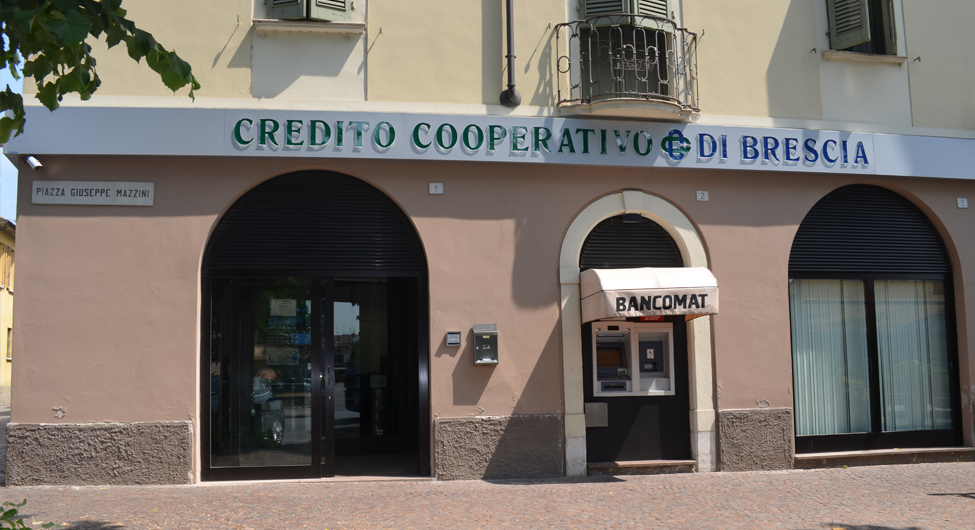 CREDITO COOPERATIVO DI BRESCIA
PIAZZA GIUSEPPE MAZZINI
1
2
1
BANCOMAT